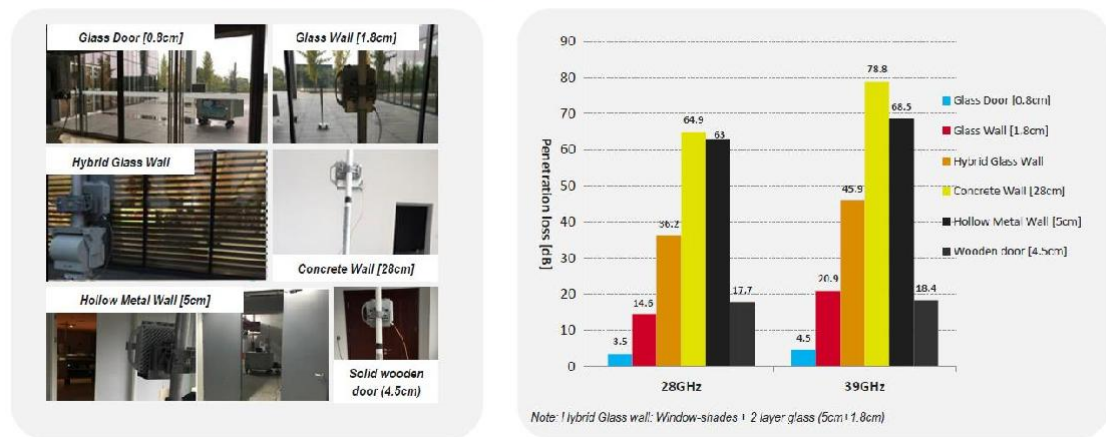 Glass Door [0.8cm]
Glass Wall [1.8cm]
Hybrid Glass Wall
Concrete Wall [28cm]
Hollow Metal Wall [5cm]
Solid wooden
door (4.5cm)
90
80
70
60
50
40
30
20
10
0
Penetration loss [dB]
3.5
14.6
36.2
64.9
63
17.7
4.5
20.9
45.9
78.8
68.5
18.4
28GHz
39GHz
Glass Door [0.8cm]
Glass Wall [1.8cm]
Hybrid Glass Wall
Concrete Wall [28cm]
Hollow Metal Wall [5cm]
Wooden door [4.5cm]
Note: Hybrid Glass wall: Window-shades + 2 layer glass (5cm+1.8cm)